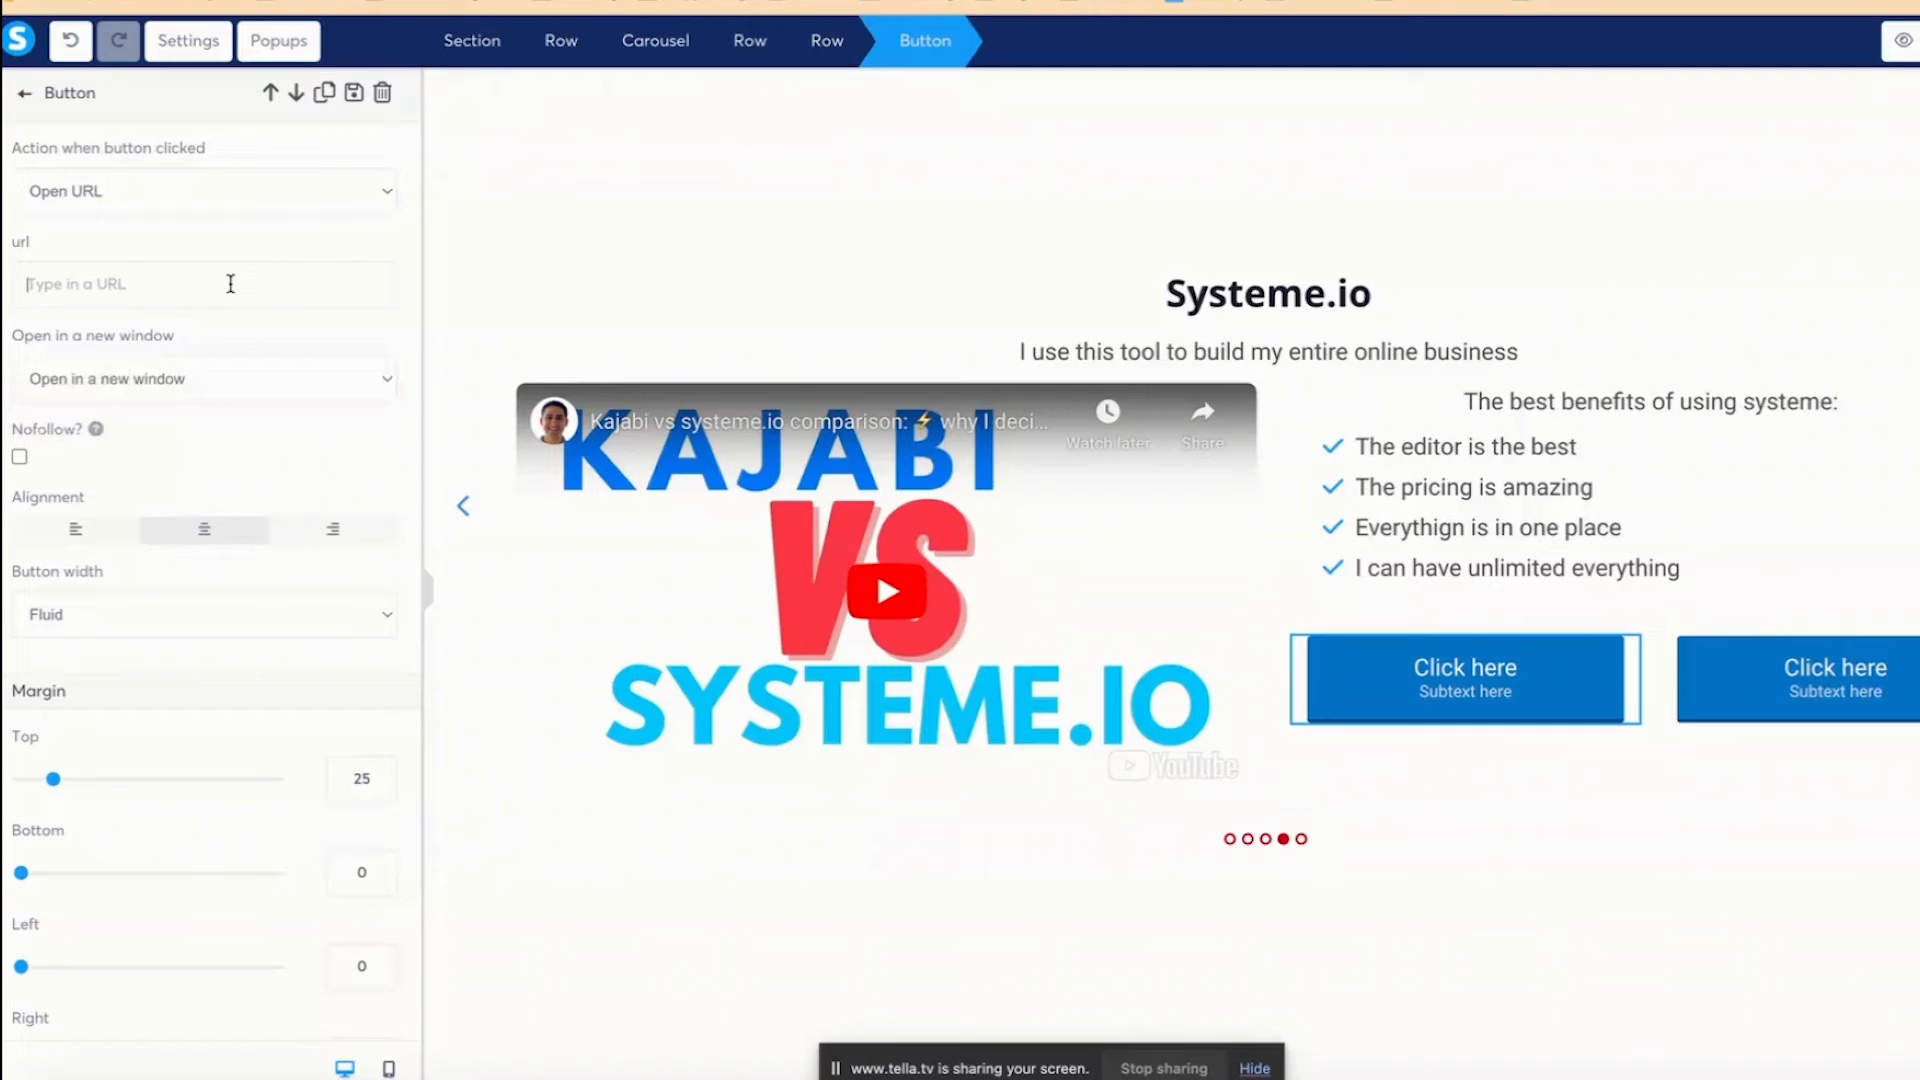 S
Settings
Popups
Section
Row
Carousel
Row
Row
Button
Button
Action when button clicked
Open URL
url
Type in a URL
Open in a new window
Open in a new window
Nofollow?
Alignment
Button width
Fluid
Margin
Top
25
Bottom
0
Left
0
Right
Systeme.io
I use this tool to build my entire online business
Kajabi vs systeme.io comparison: ⚡ why I deci...
Watch later
Share
KAJABI
VS
SYSTEME.IO
YouTube
The best benefits of using systeme:
The editor is the best
The pricing is amazing
Everythign is in one place
I can have unlimited everything
Click here
Subtext here
Click here
Subtext here
www.tella.tv is sharing your screen.
Stop sharing
Hide